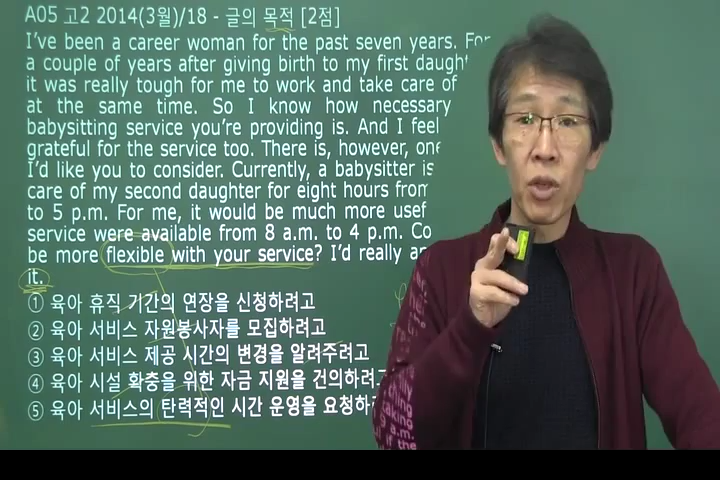 A05 고2 2014(3월)/18 - 글의 목적 [2점]
I've been a career woman for the past seven years. For
a couple of years after giving birth to my first
it was really tough for me to work and take care of
at the same time. So I know how necessary
babysitting service you're providing is. And I feel
grateful for the service too. There is, however,
I'd like you to consider. Currently, a babysitter is
care of my second daughter for eight hours from
to 5 p.m. For me, it would be much more
service were available from 8 a.m. to 4 p.m.
be more flexible with your service? I'd really
it.
① 육아 휴직 기간의 연장을 신청하려고
② 육아 서비스 자원봉사자를 모집하려고
③ 육아 서비스 제공 시간의 변경을 알려주려고
④ 육아 시설 확충을 위한 자금 지원을 건의하려고
⑤ 육아 서비스의 탄력적인 시간 운영을 요청하려